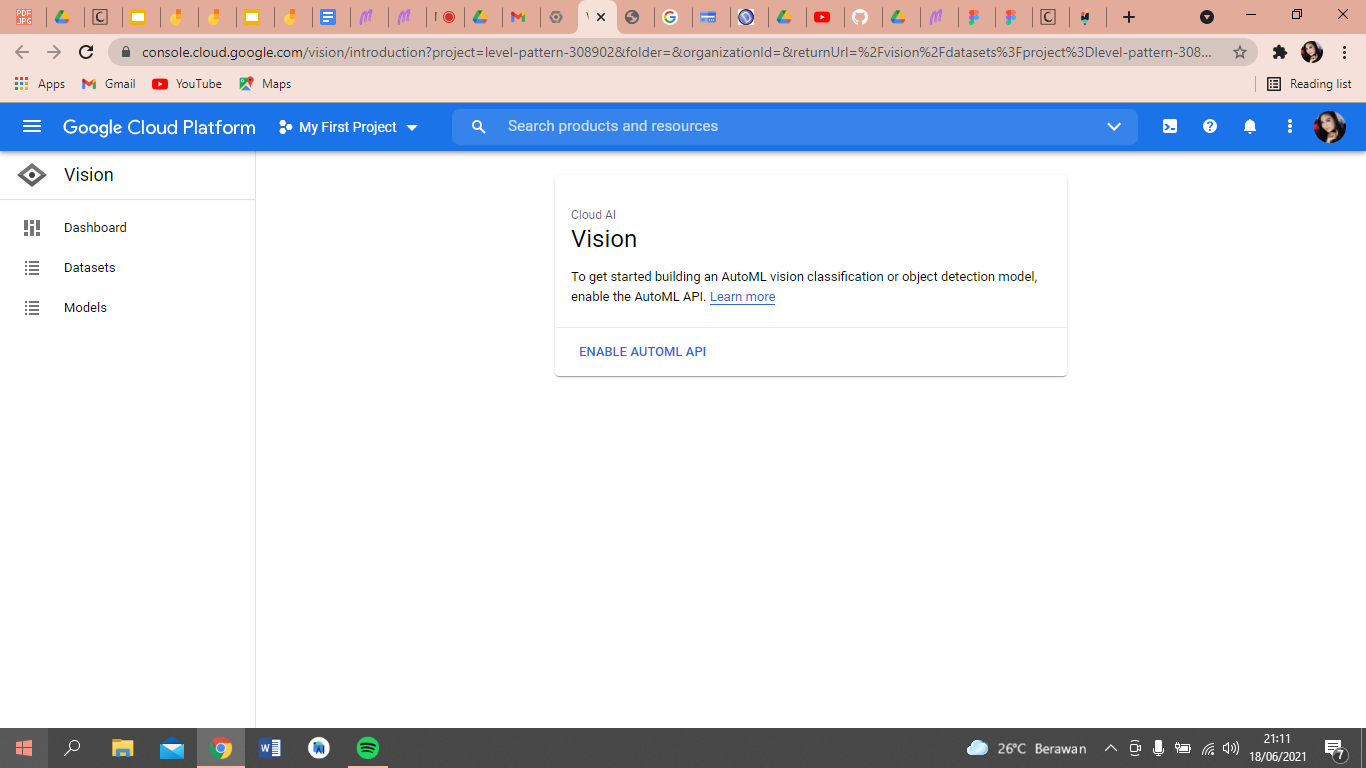 console.cloud.google.com/vision/introduction?project=level-pattern-308902&folder=&organizationId=&returnUrl=%2Fvision%2Fdatasets%3Fproject%3Dlevel-pattern-308...
Apps Gmail YouTube Maps Reading list
Google Cloud Platform My First Project Search products and resources
Vision
Dashboard
Datasets
Models
Cloud AI
Vision
To get started building an AutoML vision classification or object detection model,
enable the AutoML API. Learn more
ENABLE AUTOML API
26°C Berawan
21:11
18/06/2021
7